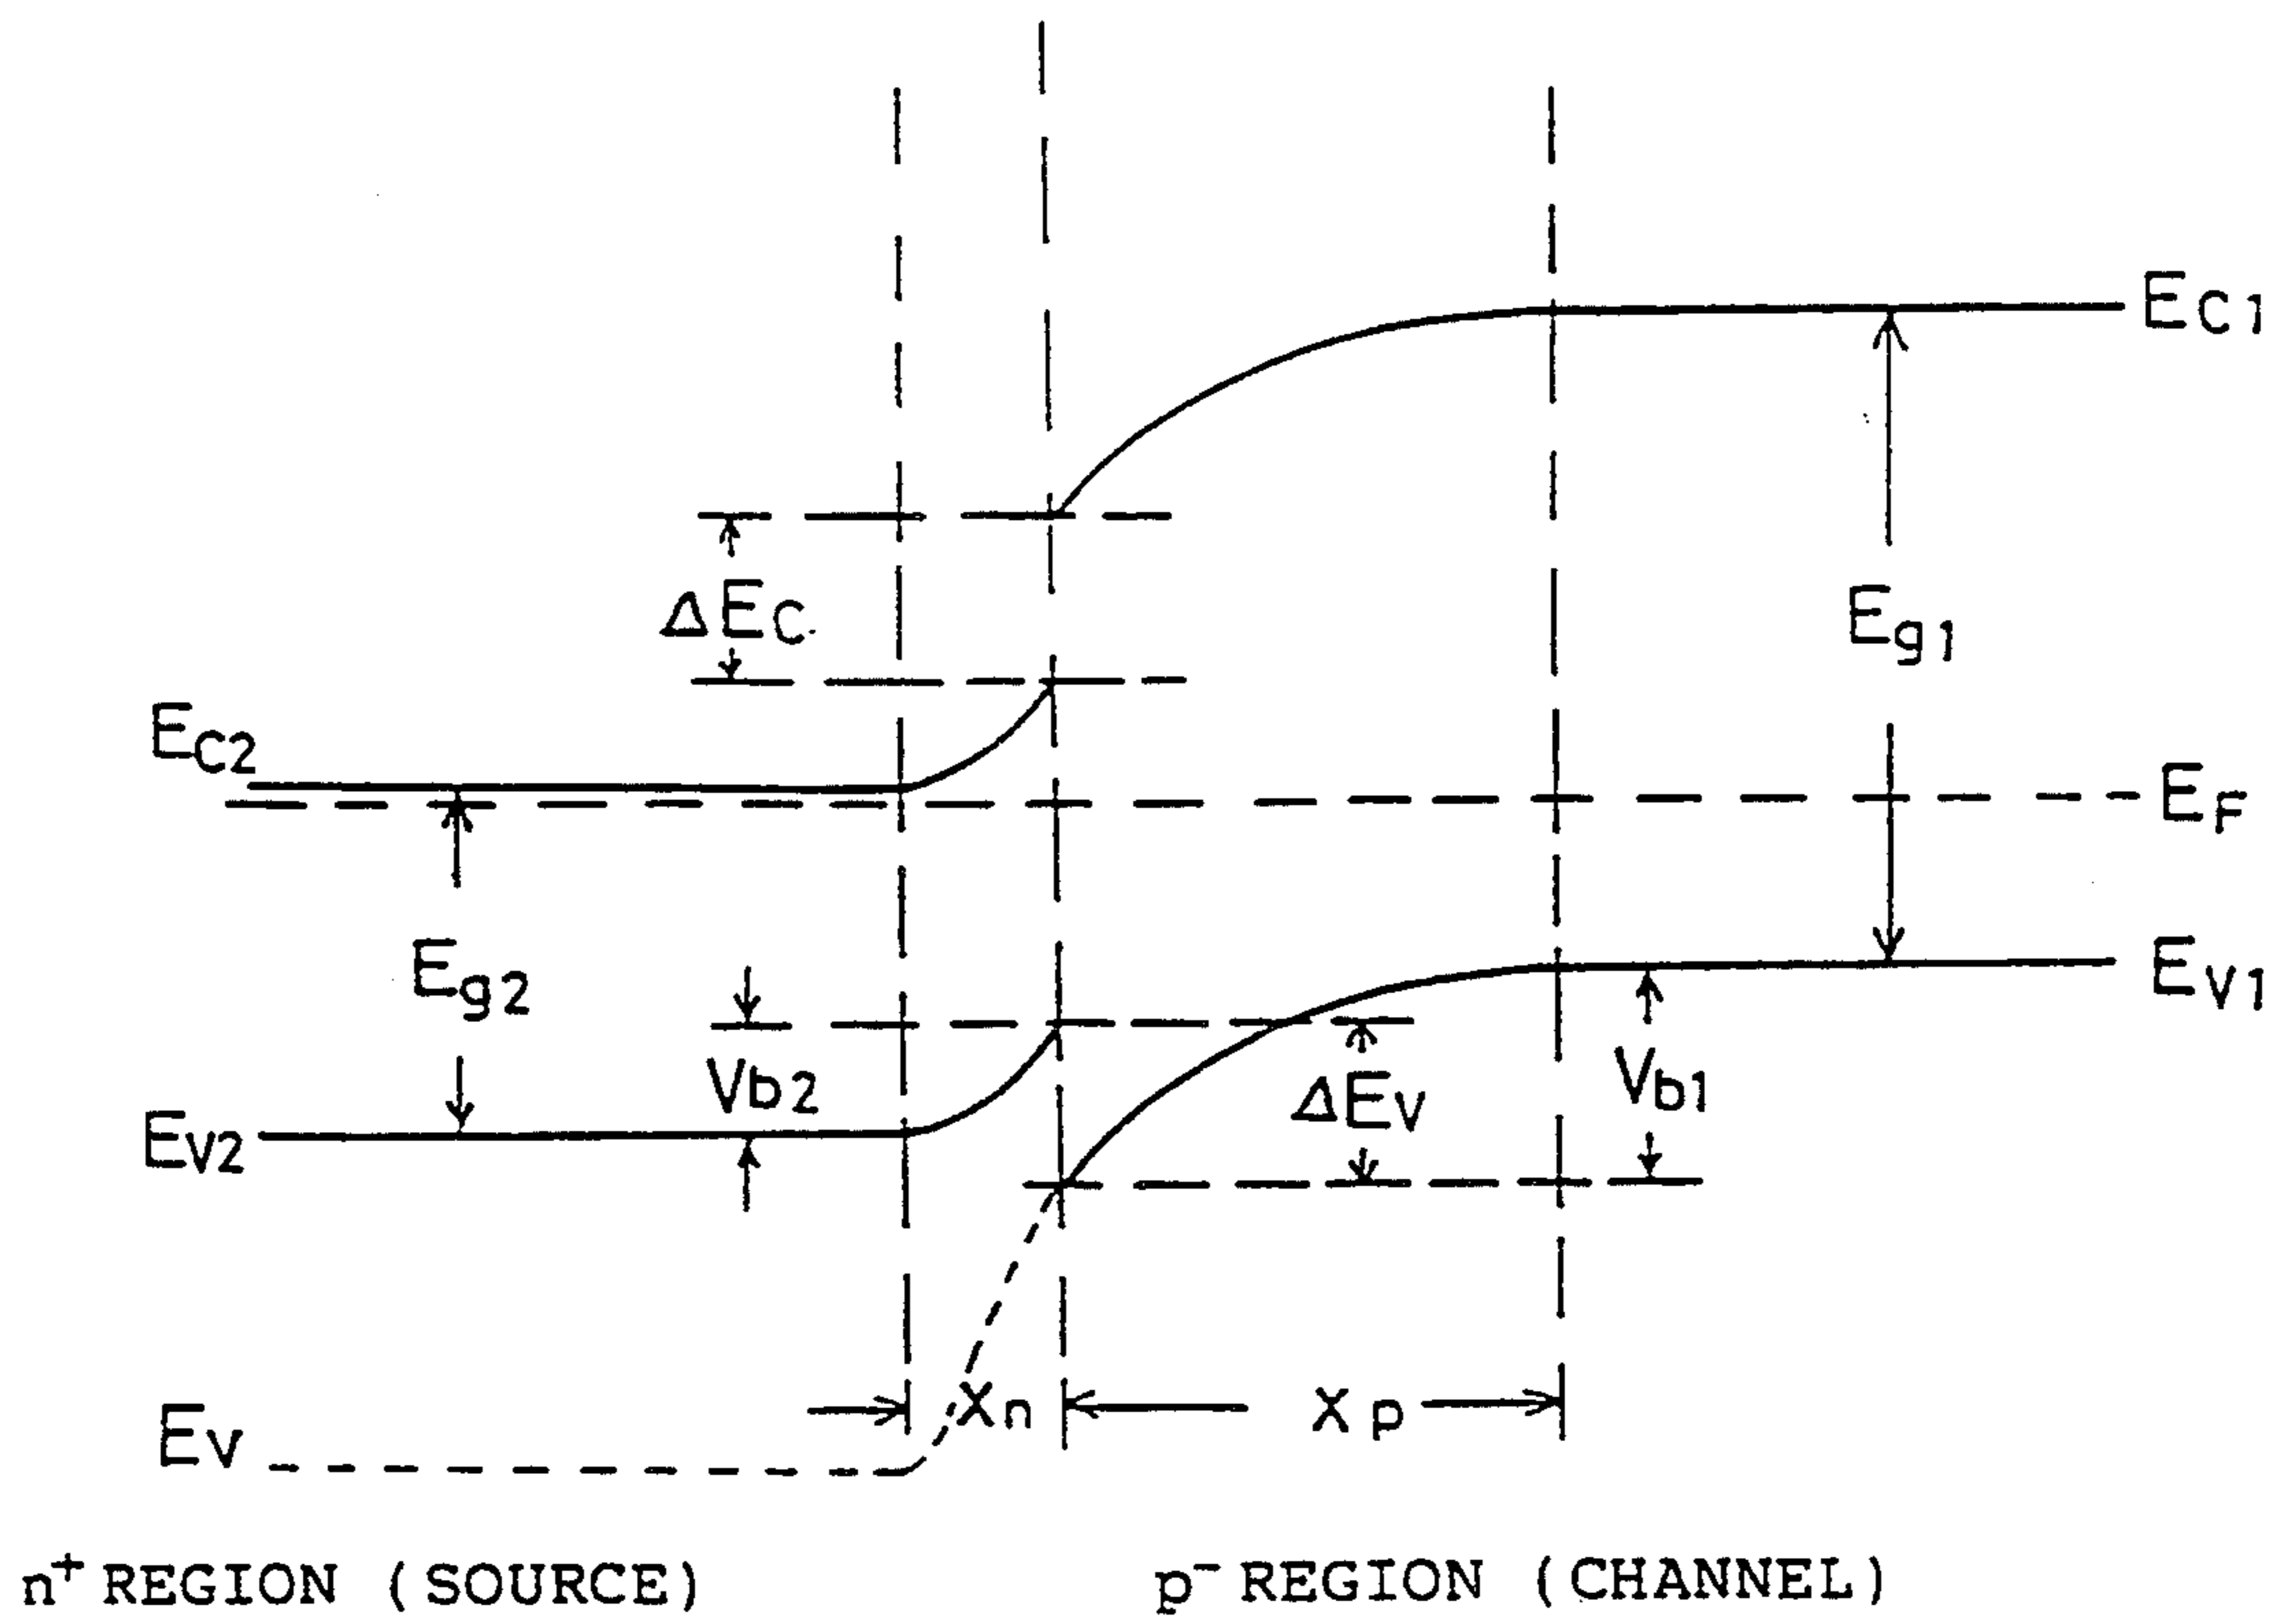 EC1
ΔEC
Eg1
EC2
EF
Eg2
EV1
Vb2
ΔEV
Vb1
EV2
Xn
Xp
EV
n⁺ REGION (SOURCE)
p⁻ REGION (CHANNEL)